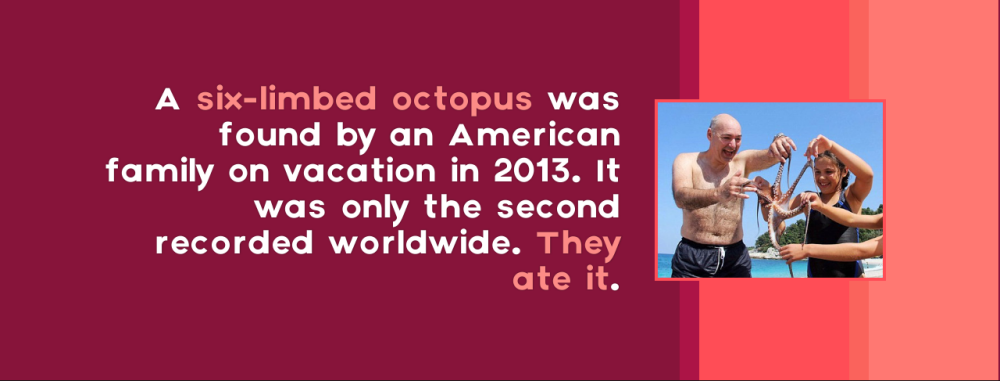 A six-limbed octopus was
found by an American
family on vacation in 2013. It
was only the second
recorded worldwide. They
ate it.